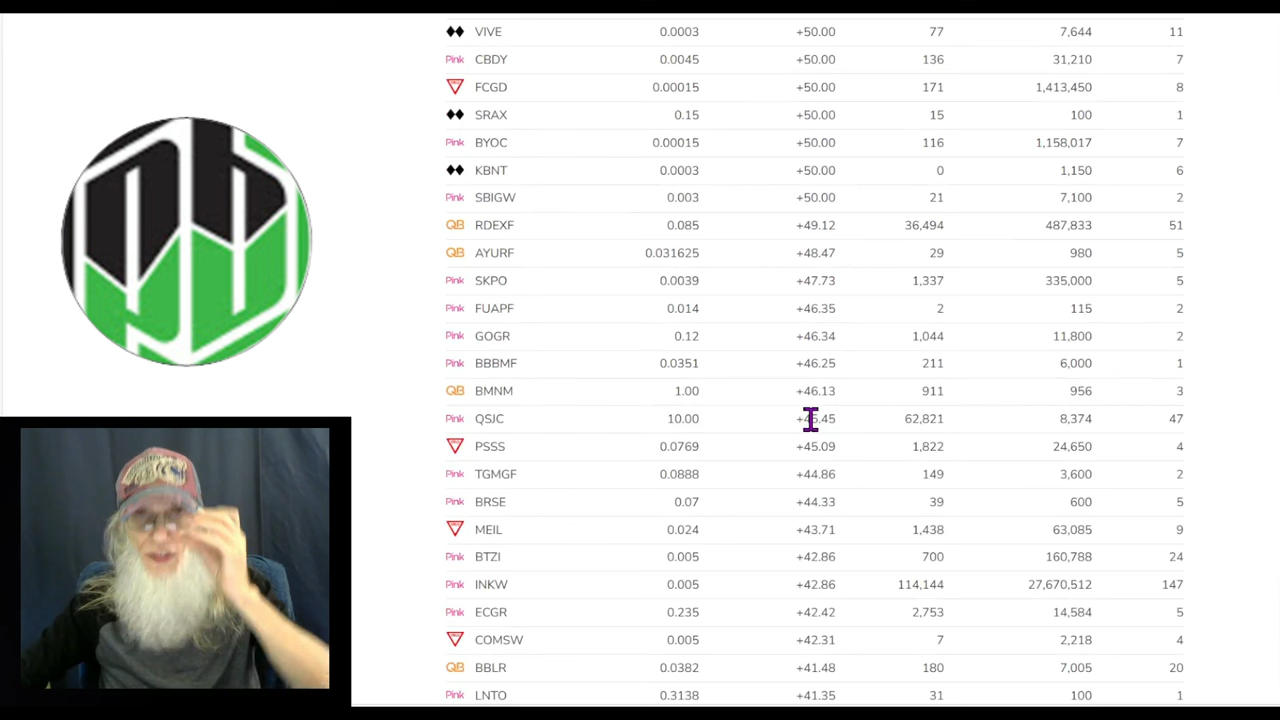 VIVE 0.0003 +50.00 77 7,644 11
Pink CBDY 0.0045 +50.00 136 31,210 7
FCGD 0.00015 +50.00 171 1,413,450 8
SRAX 0.15 +50.00 15 100 1
Pink BYOC 0.00015 +50.00 116 1,158,017 7
KBNT 0.0003 +50.00 0 1,150 6
Pink SBIGW 0.003 +50.00 21 7,100 2
QB RDEXF 0.085 +49.12 36,494 487,833 51
QB AYURF 0.031625 +48.47 29 980 5
Pink SKPO 0.0039 +47.73 1,337 335,000 5
Pink FUAPF 0.014 +46.35 2 115 2
Pink GOGR 0.12 +46.34 1,044 11,800 2
Pink BBBMF 0.0351 +46.25 211 6,000 1
QB BMNM 1.00 +46.13 911 956 3
Pink QSJC 10.00 +45.45 62,821 8,374 47
PSSS 0.0769 +45.09 1,822 24,650 4
Pink TGMGF 0.0888 +44.86 149 3,600 2
Pink BRSE 0.07 +44.33 39 600 5
MEIL 0.024 +43.71 1,438 63,085 9
Pink BTZI 0.005 +42.86 700 160,788 24
Pink INKW 0.005 +42.86 114,144 27,670,512 147
Pink ECGR 0.235 +42.42 2,753 14,584 5
COMSW 0.005 +42.31 7 2,218 4
QB BBLR 0.0382 +41.48 180 7,005 20
Pink LNTO 0.3138 +41.35 31 100 1